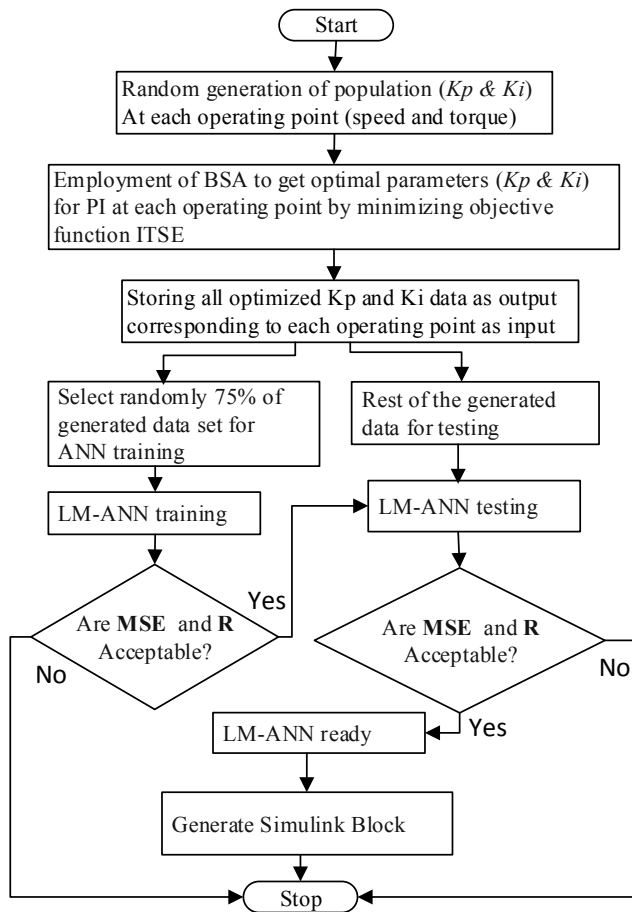 Start
Random generation of population (Kp & Ki)
At each operating point (speed and torque)
Employment of BSA to get optimal parameters (Kp & Ki)
for PI at each operating point by minimizing objective
function ITSE
Storing all optimized Kp and Ki data as output
corresponding to each operating point as input
Select randomly 75% of
generated data set for
ANN training
Rest of the generated
data for testing
LM-ANN training
LM-ANN testing
Are MSE and R
Acceptable?
Yes
No
Are MSE and R
Acceptable?
No
Yes
LM-ANN ready
Generate Simulink Block
Stop